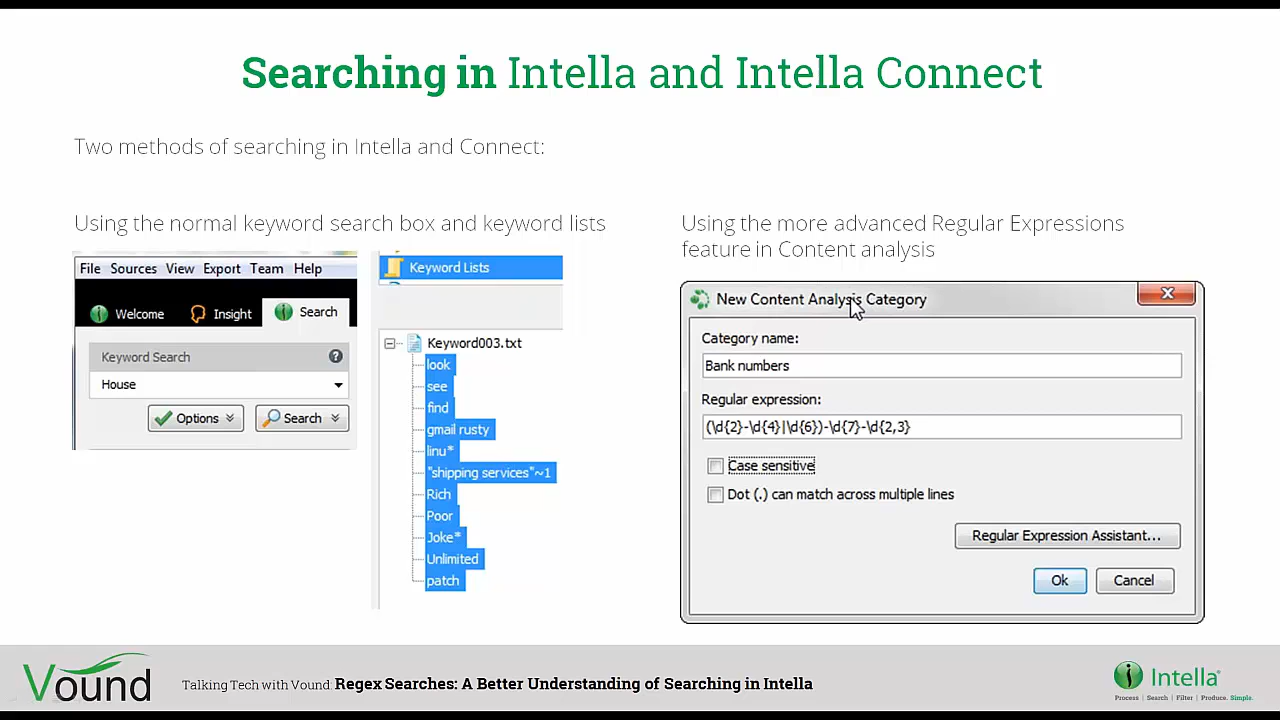 Searching in Intella and Intella Connect
Two methods of searching in Intella and Connect:
Using the normal keyword search box and keyword lists
File Sources View Export Team Help
Welcome Insight Search
Keyword Search ?
House
Options Search
Keyword Lists
Keyword003.txt
look
see
find
gmail rusty
linu*
"shipping services"~1
Rich
Poor
Joke*
Unlimited
patch
Using the more advanced Regular Expressions
feature in Content analysis
New Content Analysis Category
Category name:
Bank numbers
Regular expression:
(\d{2}-\d{4}|\d{6})-\d{7}-\d{2,3}
Case sensitive
Dot (.) can match across multiple lines
Regular Expression Assistant...
Ok Cancel
Vound
Talking Tech with Vound: Regex Searches: A Better Understanding of Searching in Intella
Intella®
Process | Search | Filter | Produce. Simple.